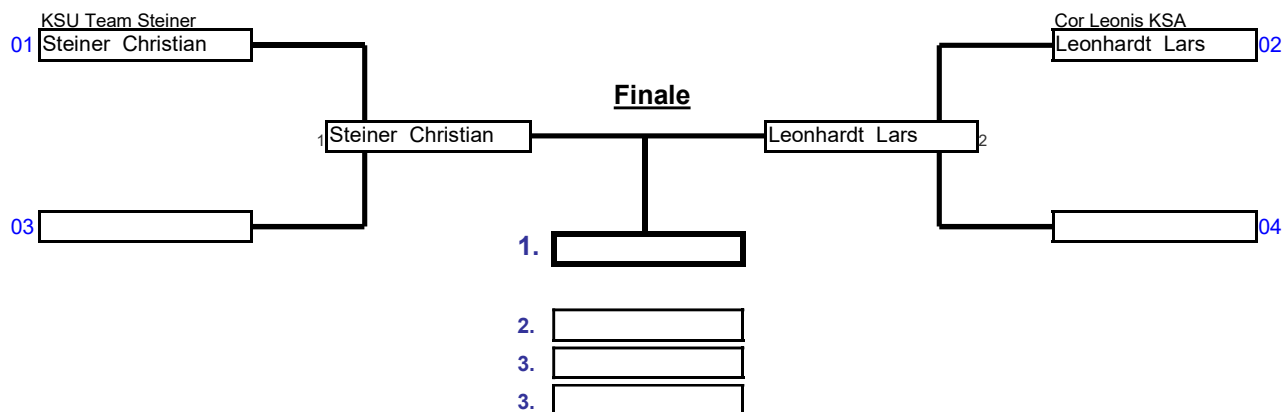 KSU Team Steiner
01 Steiner Christian
Cor Leonis KSA
Leonhardt Lars 02
Finale
1 Steiner Christian
Leonhardt Lars 2
03
04
1.
2.
3.
3.